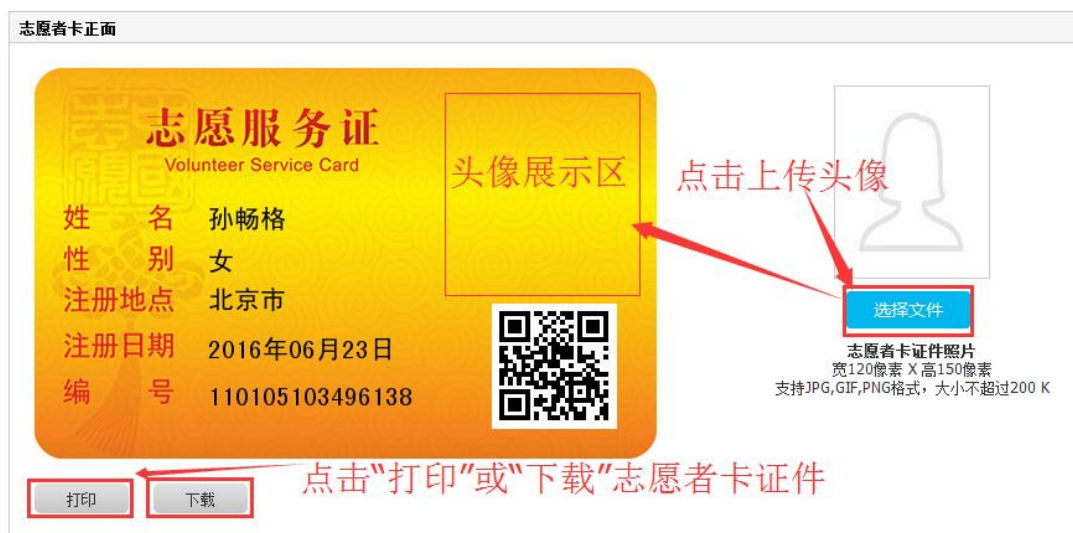 志愿者卡正面
志愿服务证
Volunteer Service Card
头像展示区
点击上传头像
姓 名 孙畅格
性 别 女
注册地点 北京市
注册日期 2016年06月23日
编 号 110105103496138
选择文件
志愿者卡证件照片
宽120像素 X 高150像素
支持JPG,GIF,PNG格式，大小不超过200 K
点击“打印”或“下载”志愿者卡证件
打印
下载